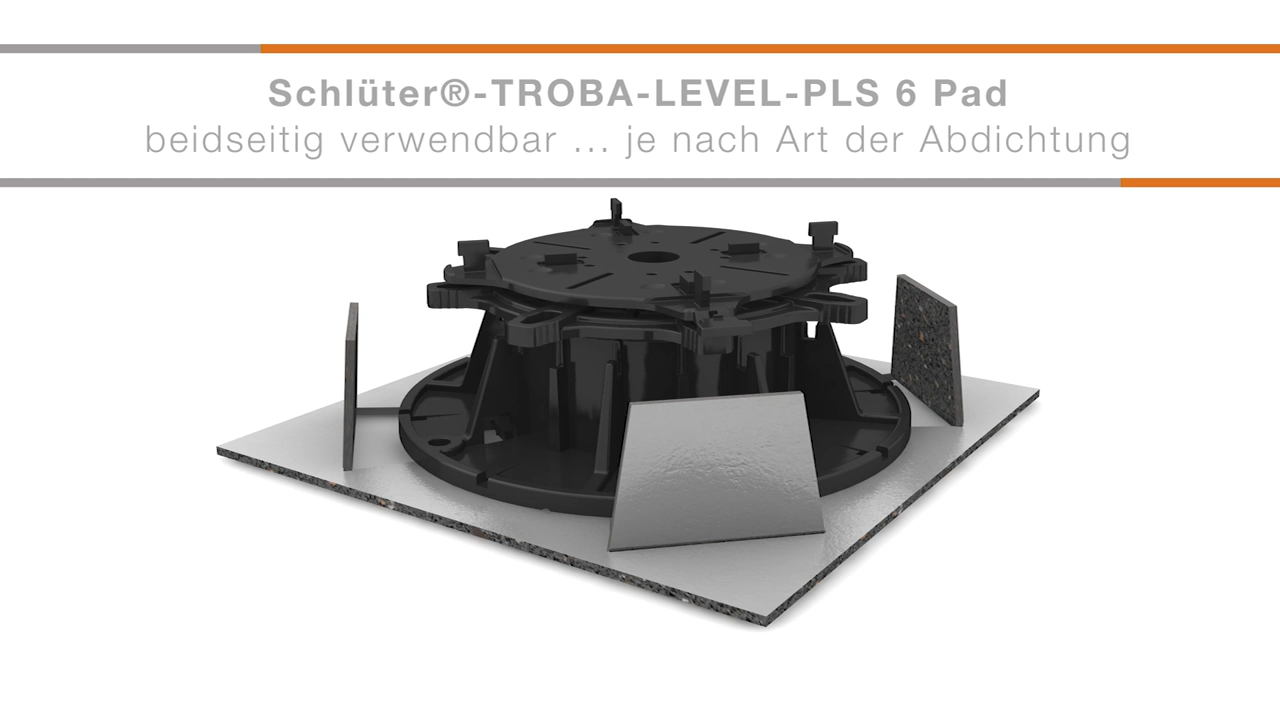 Schlüter®-TROBA-LEVEL-PLS 6 Pad
beidseitig verwendbar ... je nach Art der Abdichtung